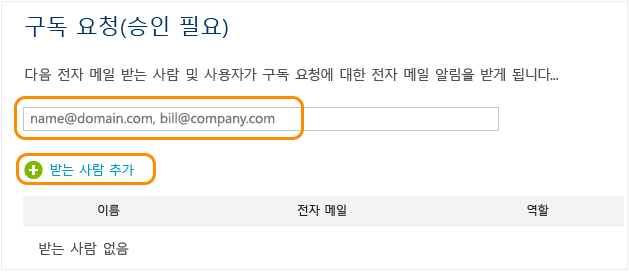 구독 요청(승인 필요)
다음 전자 메일 받는 사람 및 사용자가 구독 요청에 대한 전자 메일 알림을 받게 됩니다...
name@domain.com, bill@company.com
받는 사람 추가
이름 전자 메일 역할
받는 사람 없음